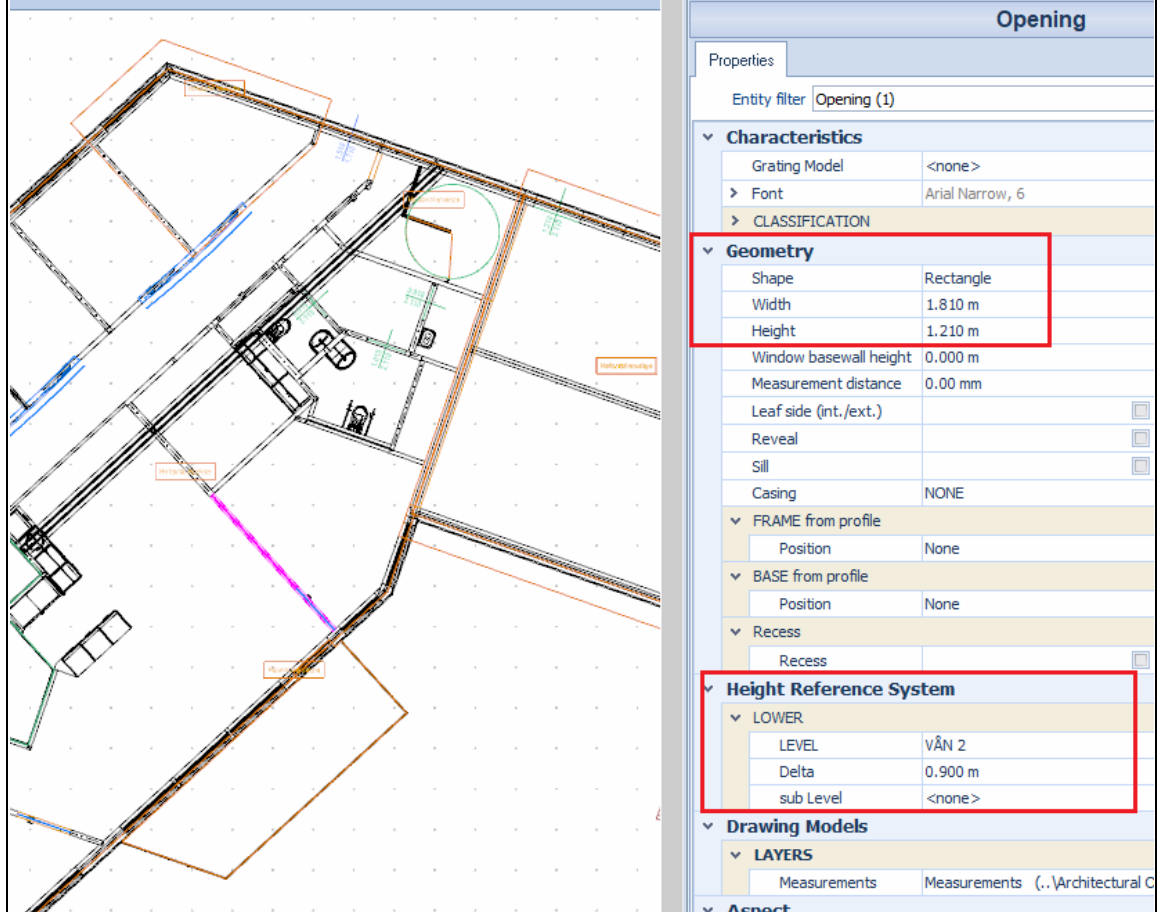 Opening
Properties
Entity filter Opening (1)
Characteristics
Grating Model <none>
Font Arial Narrow, 6
CLASSIFICATION
Geometry
Shape Rectangle
Width 1.810 m
Height 1.210 m
Window basewall height 0.000 m
Measurement distance 0.00 mm
Leaf side (int./ext.)
Reveal
Sill
Casing NONE
FRAME from profile
Position None
BASE from profile
Position None
Recess
Recess
Height Reference System
LOWER
LEVEL VÅN 2
Delta 0.900 m
sub Level <none>
Drawing Models
LAYERS
Measurements Measurements (..\Architectural O
Aspect